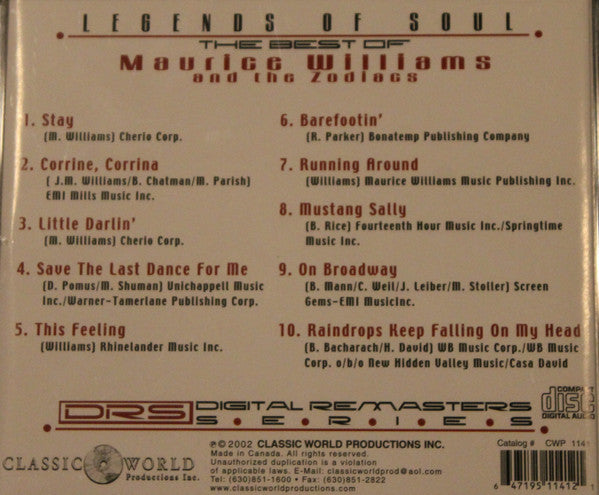 LEGENDS OF SOUL
THE BEST OF
Maurice Williams
and the Zodiacs
1. Stay
(M. Williams) Cherio Corp.
2. Corrine, Corrina
( J.M. Williams/B. Chatman/M. Parish)
EMI Mills Music Inc.
3. Little Darlin'
(M. Williams) Cherio Corp.
4. Save The Last Dance For Me
(D. Pomus/M. Shuman) Unichappell Music
Inc./Warner-Tamerlane Publishing Corp.
5. This Feeling
(Williams) Rhinelander Music Inc.
6. Barefootin'
(R. Parker) Bonatemp Publishing Company
7. Running Around
(Williams) Maurice Williams Music Publishing Inc.
8. Mustang Sally
(B. Rice) Fourteenth Hour Music Inc./Springtime
Music Inc.
9. On Broadway
(B. Mann/C. Weil/J. Leiber/M. Stoller) Screen
Gems-EMI MusicInc.
10. Raindrops Keep Falling On My Head
(B. Bacharach/H. David) WB Music Corp./WB Music
Corp. o/b/o New Hidden Valley Music/Casa David
DRS DIGITAL REMASTERS
SERIES
COMPACT
disc
DIGITAL AUDIO
CLASSIC WORLD
Productions Inc.
℗©2002 CLASSIC WORLD PRODUCTIONS INC.
Made in Canada. All rights reserved.
Unauthorized duplication is a violation
of applicable laws. E-Mail: classicworldprod@aol.com
Tel: (630)851-1600 · Fax: (630)851-2822
www.classicworldproductions.com
Catalog # CWP 1141
6 47195 11412 1